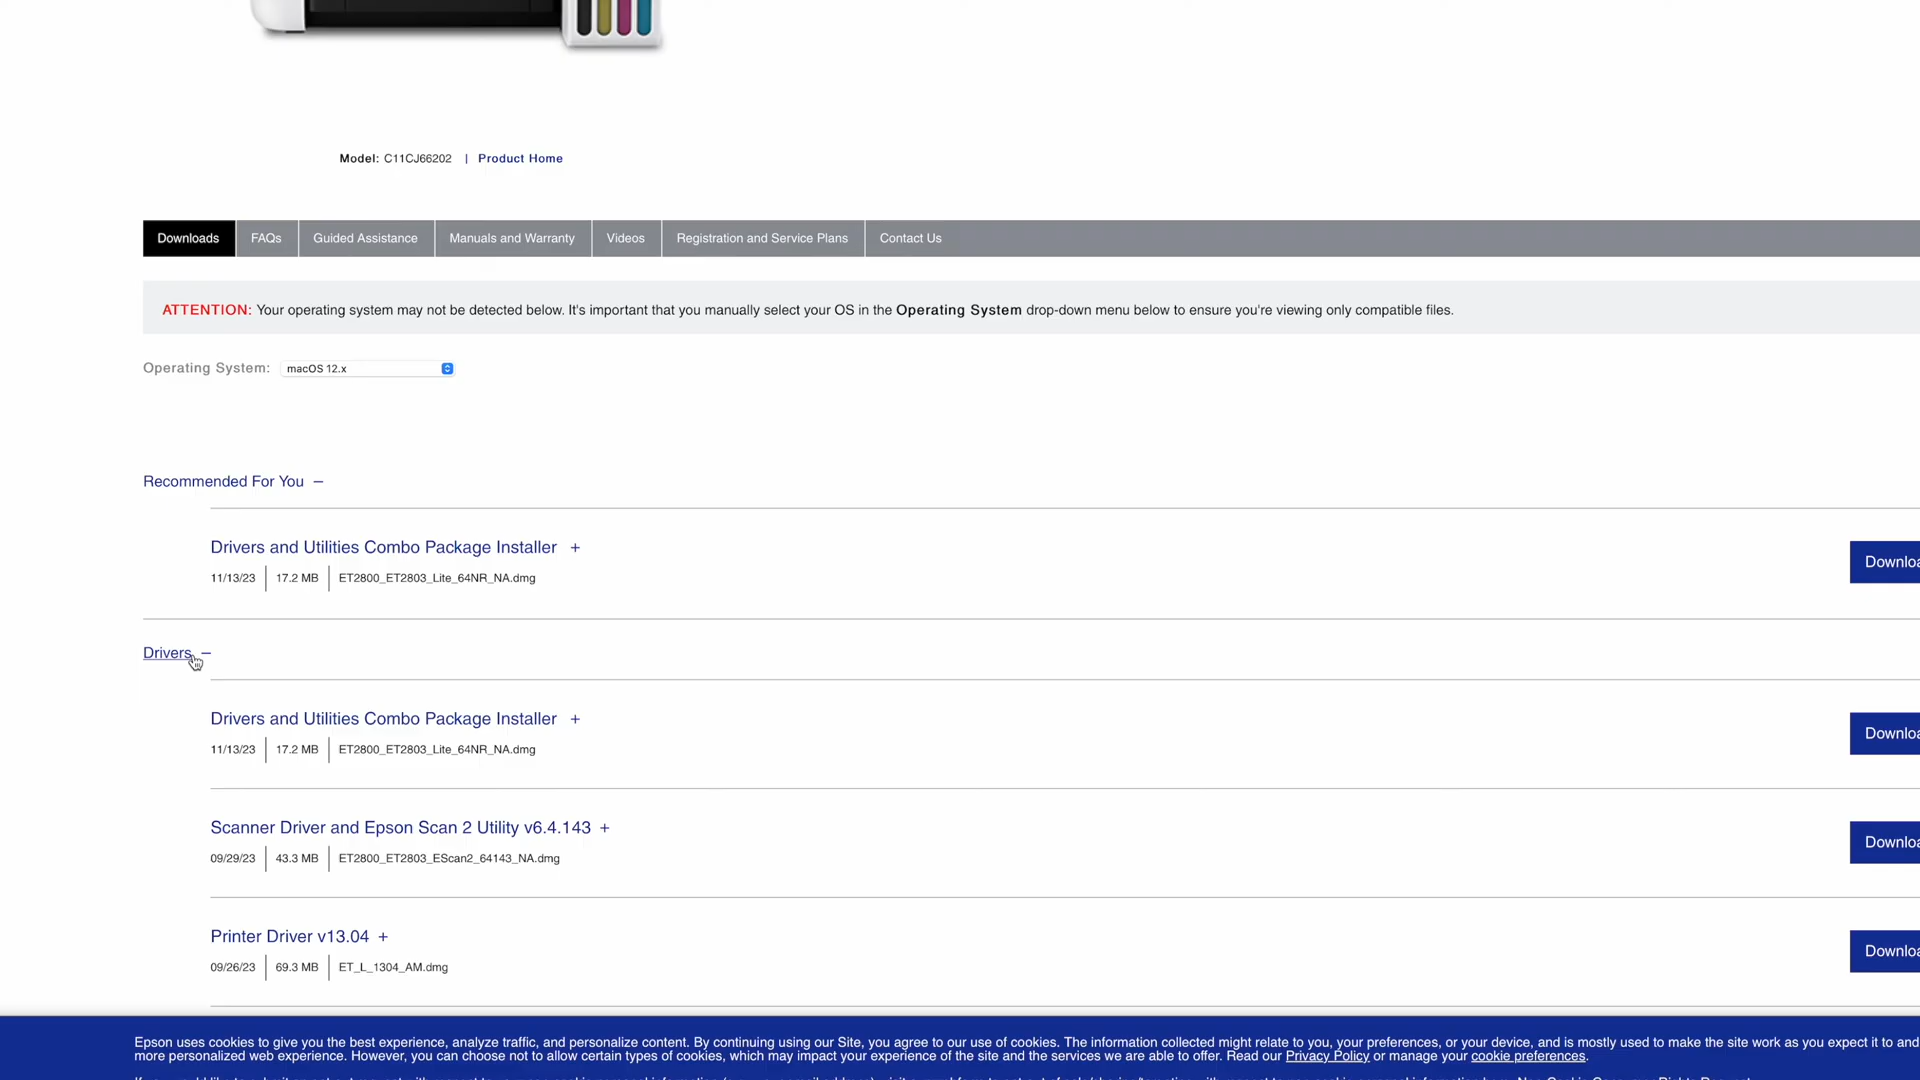 Model: C11CJ66202 | Product Home
Downloads FAQs Guided Assistance Manuals and Warranty Videos Registration and Service Plans Contact Us
ATTENTION: Your operating system may not be detected below. It's important that you manually select your OS in the Operating System drop-down menu below to ensure you're viewing only compatible files.
Operating System: macOS 12.x
Recommended For You –
Drivers and Utilities Combo Package Installer +
Downloa
11/13/23 | 17.2 MB | ET2800_ET2803_Lite_64NR_NA.dmg
Drivers –
Drivers and Utilities Combo Package Installer +
Downloa
11/13/23 | 17.2 MB | ET2800_ET2803_Lite_64NR_NA.dmg
Scanner Driver and Epson Scan 2 Utility v6.4.143 +
Downloa
09/29/23 | 43.3 MB | ET2800_ET2803_EScan2_64143_NA.dmg
Printer Driver v13.04 +
Downloa
09/26/23 | 69.3 MB | ET_L_1304_AM.dmg
Epson uses cookies to give you the best experience, analyze traffic, and personalize content. By continuing using our Site, you agree to our use of cookies. The information collected might relate to you, your preferences, or your device, and is mostly used to make the site work as you expect it to and
more personalized web experience. However, you can choose not to allow certain types of cookies, which may impact your experience of the site and the services we are able to offer. Read our Privacy Policy or manage your cookie preferences.